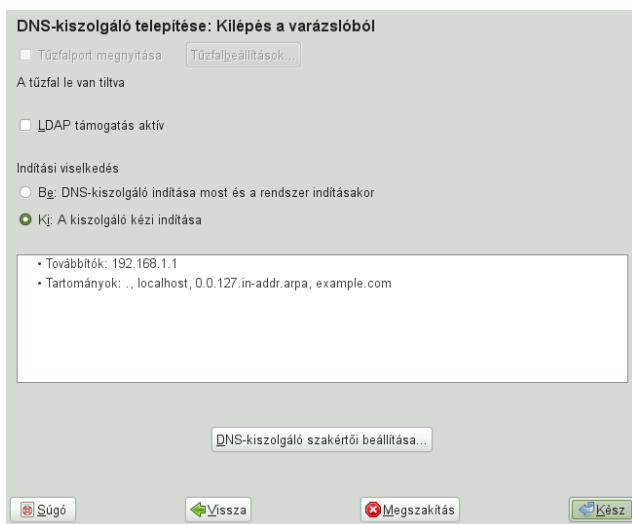 DNS-kiszolgáló telepítése: Kilépés a varázslóból
Tűzfalport megnyitása Tűzfalbeállítások...
A tűzfal le van tiltva
LDAP támogatás aktív
Indítási viselkedés
Be: DNS-kiszolgáló indítása most és a rendszer indításakor
Ki: A kiszolgáló kézi indítása
• Továbbítók: 192.168.1.1
• Tartományok: ., localhost, 0.0.127.in-addr.arpa, example.com
DNS-kiszolgáló szakértői beállítása...
Súgó Vissza Megszakítás Kész